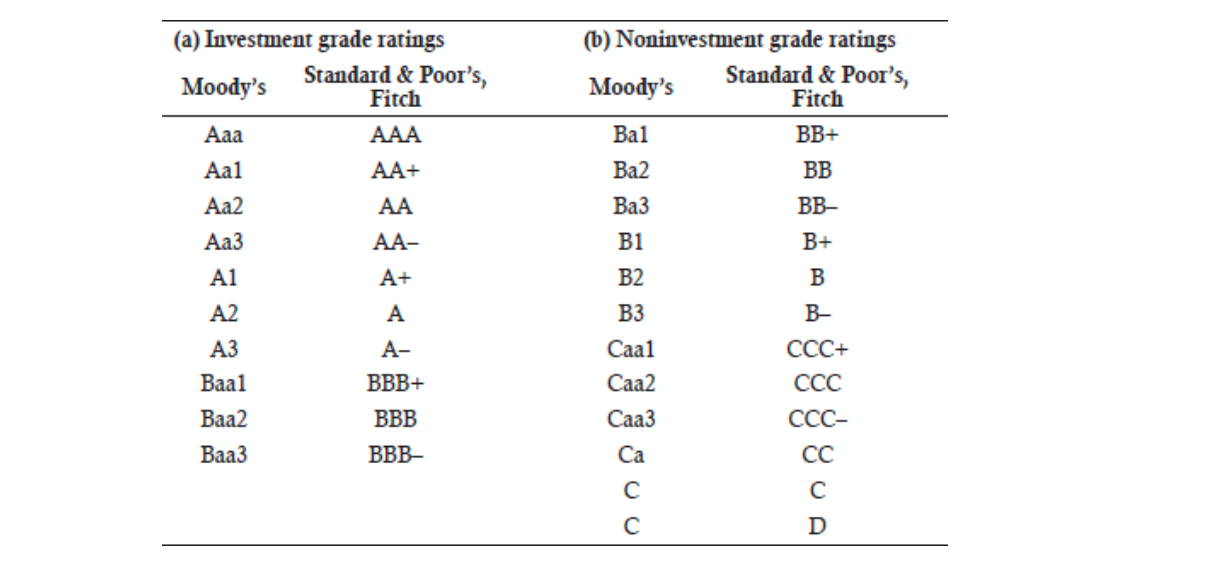 (a) Investment grade ratings (b) Noninvestment grade ratings
Moody's Standard & Poor's, Fitch Moody's Standard & Poor's, Fitch
Aaa AAA Ba1 BB+
Aa1 AA+ Ba2 BB
Aa2 AA Ba3 BB–
Aa3 AA– B1 B+
A1 A+ B2 B
A2 A B3 B–
A3 A– Caa1 CCC+
Baa1 BBB+ Caa2 CCC
Baa2 BBB Caa3 CCC–
Baa3 BBB– Ca CC
C C
C D